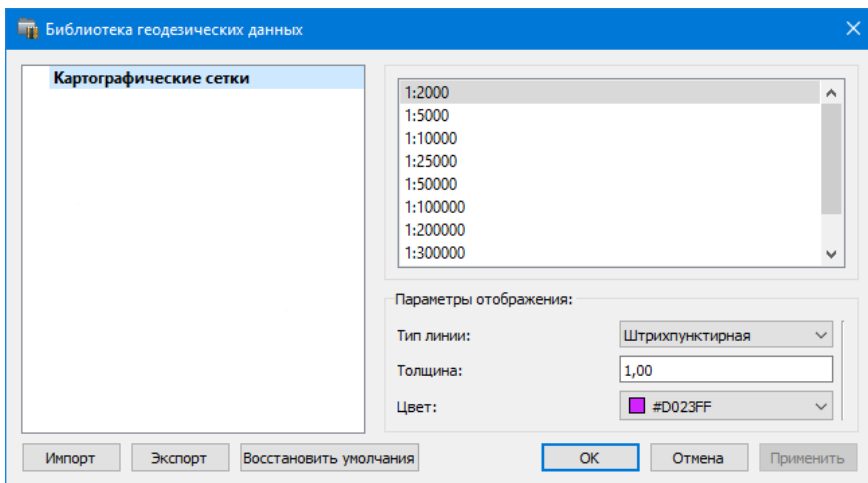 Библиотека геодезических данных
Картографические сетки
1:2000
1:5000
1:10000
1:25000
1:50000
1:100000
1:200000
1:300000
Параметры отображения:
Тип линии: Штрихпунктирная
Толщина: 1,00
Цвет: #D023FF
Импорт Экспорт Восстановить умолчания OK Отмена Применить